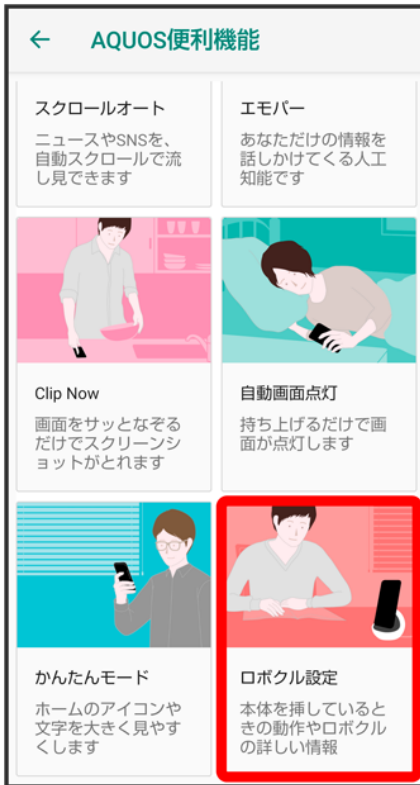 ← AQUOS便利機能
スクロールオート
ニュースやSNSを、
自動スクロールで流
し見できます
エモパー
あなただけの情報を
話しかけてくる人工
知能です
Clip Now
画面をサッとなぞる
だけでスクリーンシ
ョットがとれます
自動画面点灯
持ち上げるだけで画
面が点灯します
かんたんモード
ホームのアイコンや
文字を大きく見やす
くします
ロボクル設定
本体を挿していると
きの動作やロボクル
の詳しい情報